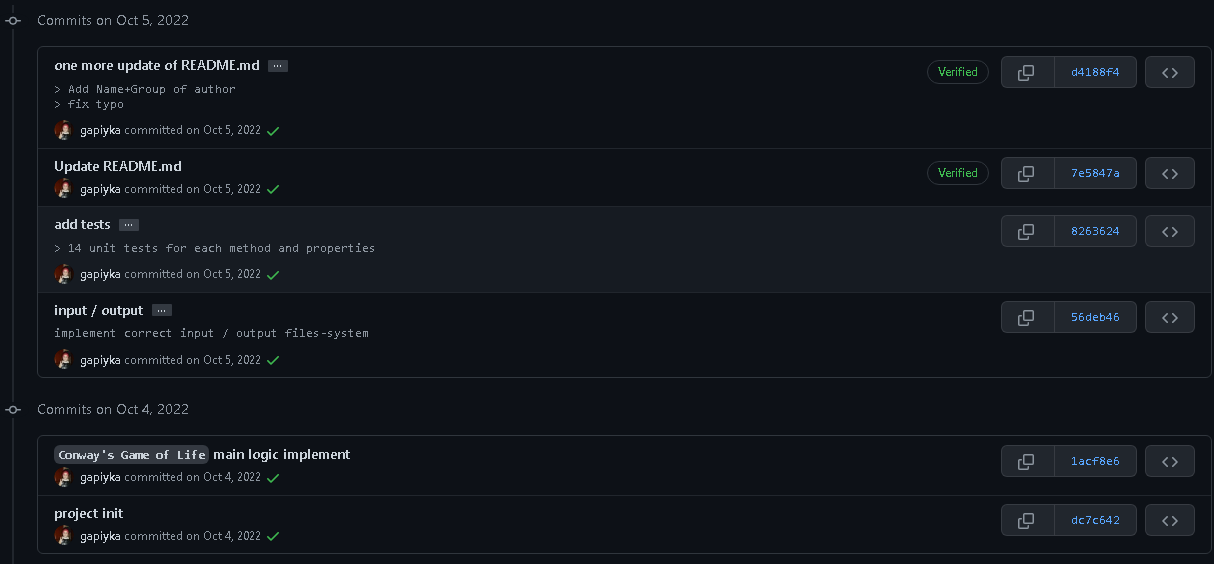 Commits on Oct 5, 2022
one more update of README.md ...
Verified
d4188f4
> Add Name+Group of author
> fix typo
gapiyka committed on Oct 5, 2022
Update README.md
Verified
7e5847a
gapiyka committed on Oct 5, 2022
add tests ...
8263624
> 14 unit tests for each method and properties
gapiyka committed on Oct 5, 2022
input / output ...
56deb46
implement correct input / output files-system
gapiyka committed on Oct 5, 2022
Commits on Oct 4, 2022
Conway's Game of Life main logic implement
1acf8e6
gapiyka committed on Oct 4, 2022
project init
dc7c642
gapiyka committed on Oct 4, 2022